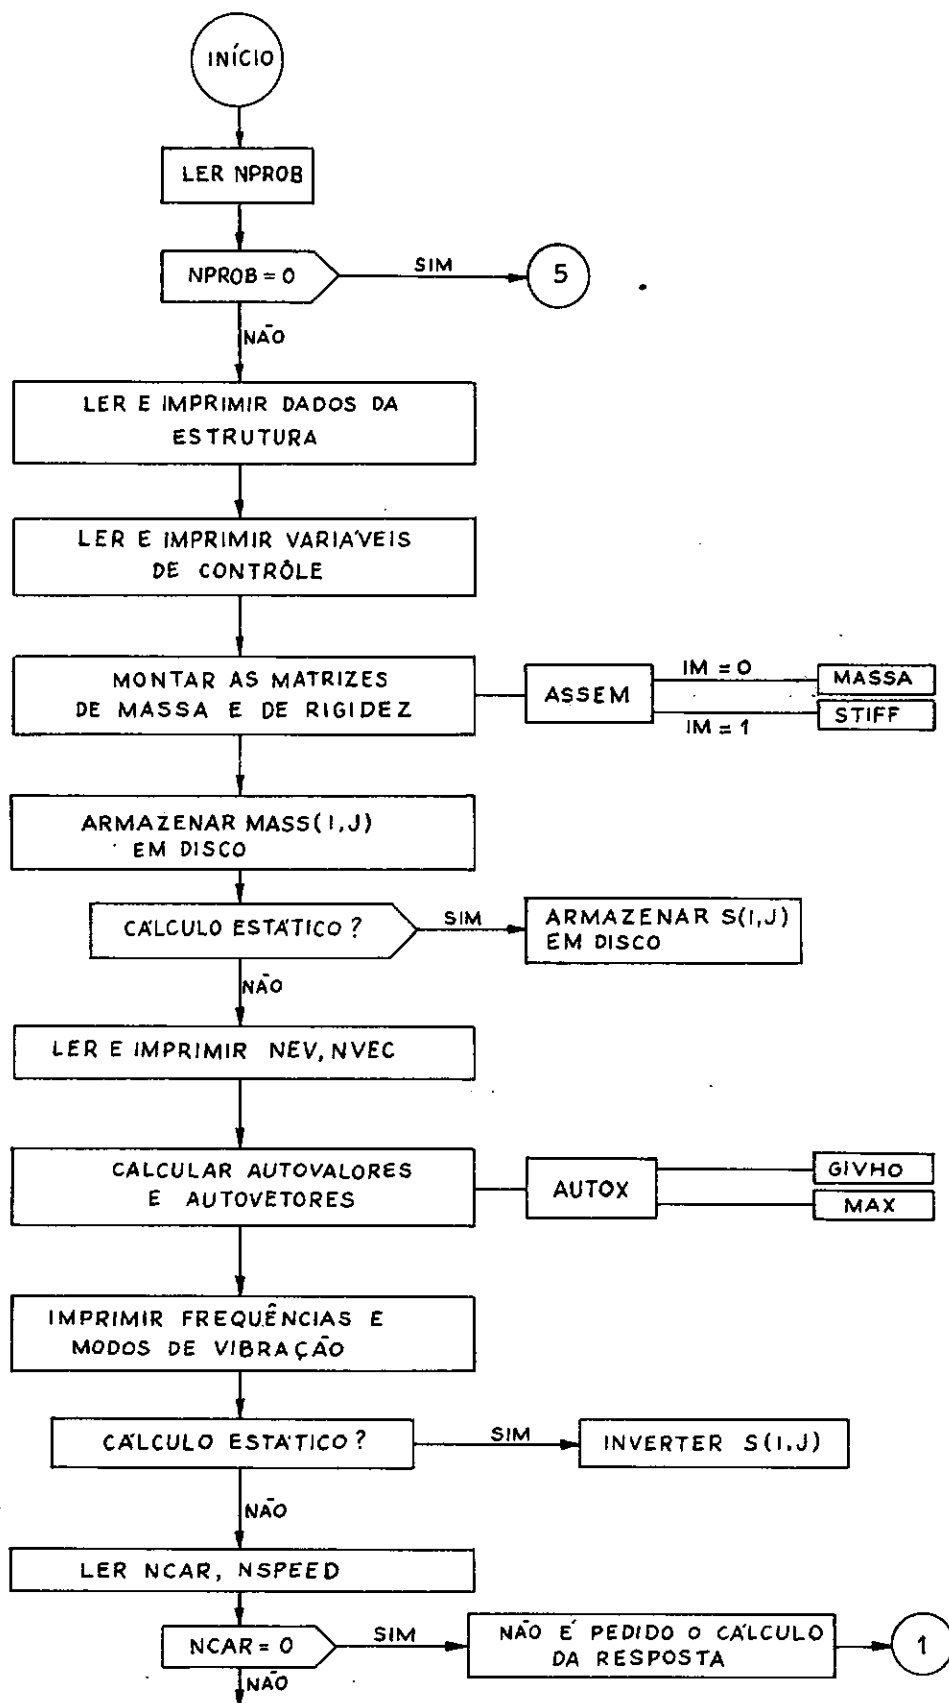 INÍCIO
LER NPROB
NPROB = 0
SIM
5
NÃO
LER E IMPRIMIR DADOS DA
ESTRUTURA
LER E IMPRIMIR VARIÁVEIS
DE CONTRÔLE
MONTAR AS MATRIZES
DE MASSA E DE RIGIDEZ
ASSEM
IM = 0
MASSA
IM = 1
STIFF
ARMAZENAR MASS(I,J)
EM DISCO
CÁLCULO ESTÁTICO ?
SIM
ARMAZENAR S(I,J)
EM DISCO
NÃO
LER E IMPRIMIR NEV, NVEC
CALCULAR AUTOVALORES
E AUTOVETORES
AUTOX
GIVHO
MAX
IMPRIMIR FREQUÊNCIAS E
MODOS DE VIBRAÇÃO
CÁLCULO ESTÁTICO ?
SIM
INVERTER S(I,J)
NÃO
LER NCAR, NSPEED
NCAR = 0
SIM
NÃO É PEDIDO O CÁLCULO
DA RESPOSTA
1
NÃO